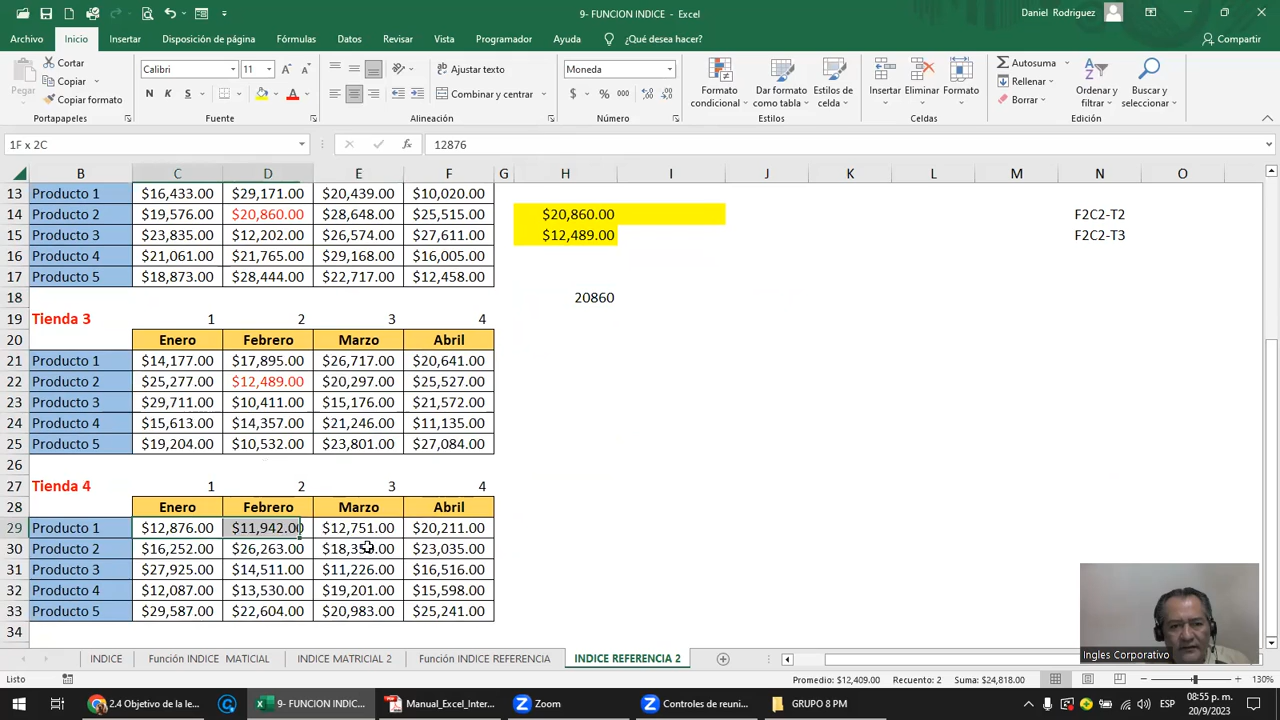 9- FUNCION INDICE - Excel
Daniel Rodriguez
Archivo Inicio Insertar Disposición de página Fórmulas Datos Revisar Vista Programador Ayuda ¿Qué desea hacer? Compartir
Pegar Cortar Calibri 11 Ajustar texto Moneda Formato condicional Dar formato como tabla Estilos de celda Insertar Eliminar Formato Autosuma Ordenar y filtrar Buscar y seleccionar
Copiar Rellenar
Copiar formato N K S Combinar y centrar $ % 000 Borrar
Portapapeles Fuente Alineación Número Estilos Celdas Edición
1F x 2C fx 12876
B C D E F G H I J K L M N O
13 Producto 1 $16,433.00 $29,171.00 $20,439.00 $10,020.00
14 Producto 2 $19,576.00 $20,860.00 $28,648.00 $25,515.00 $20,860.00 F2C2-T2
15 Producto 3 $23,835.00 $12,202.00 $26,574.00 $27,611.00 $12,489.00 F2C2-T3
16 Producto 4 $21,061.00 $21,765.00 $29,168.00 $16,005.00
17 Producto 5 $18,873.00 $28,444.00 $22,717.00 $12,458.00
18 20860
19 Tienda 3 1 2 3 4
20 Enero Febrero Marzo Abril
21 Producto 1 $14,177.00 $17,895.00 $26,717.00 $20,641.00
22 Producto 2 $25,277.00 $12,489.00 $20,297.00 $25,527.00
23 Producto 3 $29,711.00 $10,411.00 $15,176.00 $21,572.00
24 Producto 4 $15,613.00 $14,357.00 $21,246.00 $11,135.00
25 Producto 5 $19,204.00 $10,532.00 $23,801.00 $27,084.00
26
27 Tienda 4 1 2 3 4
28 Enero Febrero Marzo Abril
29 Producto 1 $12,876.00 $11,942.00 $12,751.00 $20,211.00
30 Producto 2 $16,252.00 $26,263.00 $23,035.00
31 Producto 3 $27,925.00 $14,511.00 $11,226.00 $16,516.00
32 Producto 4 $12,087.00 $13,530.00 $19,201.00 $15,598.00
33 Producto 5 $29,587.00 $22,604.00 $20,983.00 $25,241.00
34
Ingles Corporativo
INDICE Función INDICE MATICIAL INDICE MATRICIAL 2 Función INDICE REFERENCIA INDICE REFERENCIA 2
Listo Promedio: $12,409.00 Recuento: 2 Suma: $24,818.00 130%
2.4 Objetivo de la le... 9- FUNCION INDIC... Manual_Excel_Inter... Zoom Controles de reuni... GRUPO 8 PM ESP 08:55 p. m.
20/9/2023